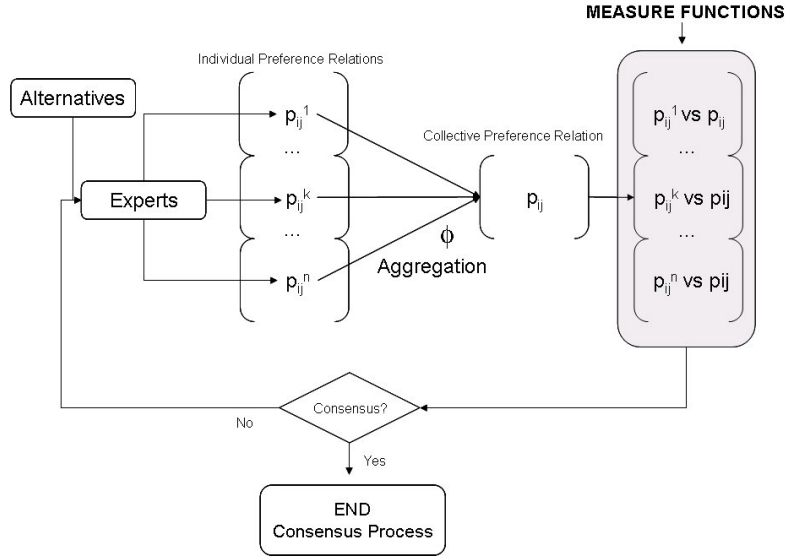 MEASURE FUNCTIONS
Individual Preference Relations
Alternatives
p_ij^1
p_ij^1 vs p_ij
Collective Preference Relation
...
...
Experts
p_ij^k
p_ij
p_ij^k vs pij
...
...
ϕ
Aggregation
p_ij^n
p_ij^n vs pij
Consensus?
No
Yes
END
Consensus Process